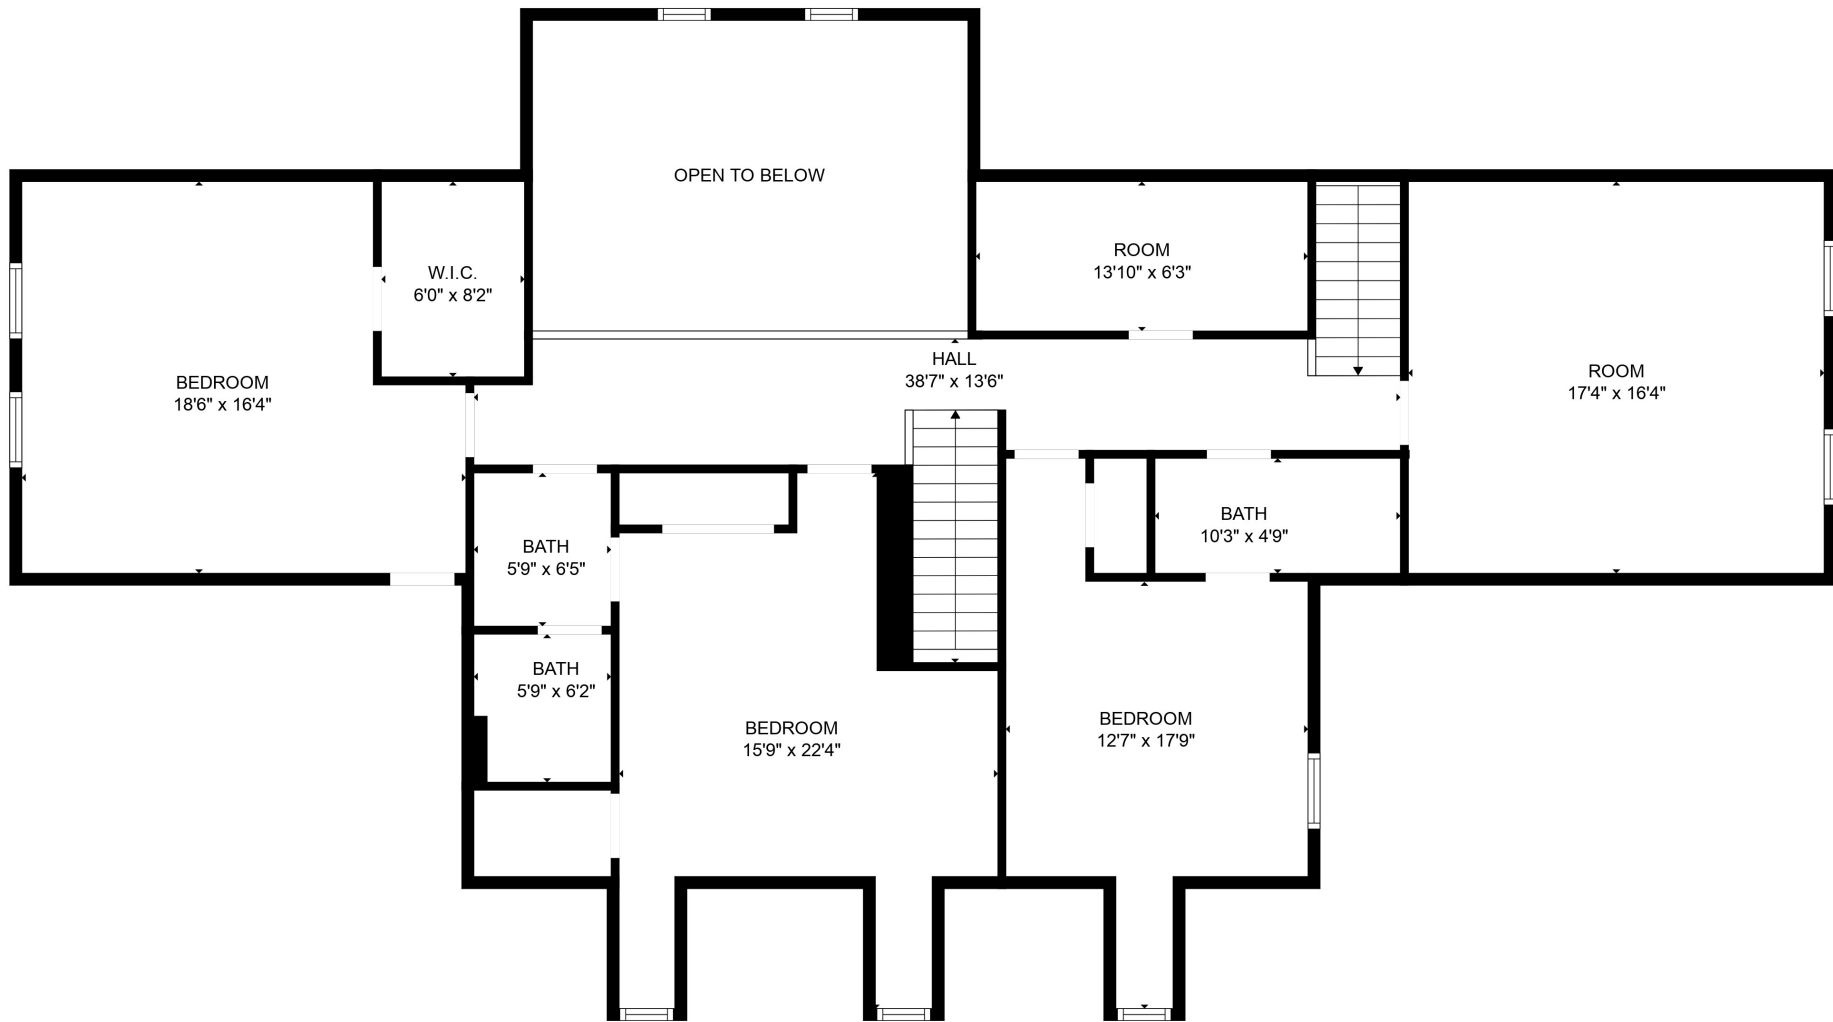 OPEN TO BELOW
ROOM
13'10" x 6'3"
W.I.C.
6'0" x 8'2"
HALL
38'7" x 13'6"
BEDROOM
18'6" x 16'4"
ROOM
17'4" x 16'4"
BATH
10'3" x 4'9"
BATH
5'9" x 6'5"
BATH
5'9" x 6'2"
BEDROOM
15'9" x 22'4"
BEDROOM
12'7" x 17'9"